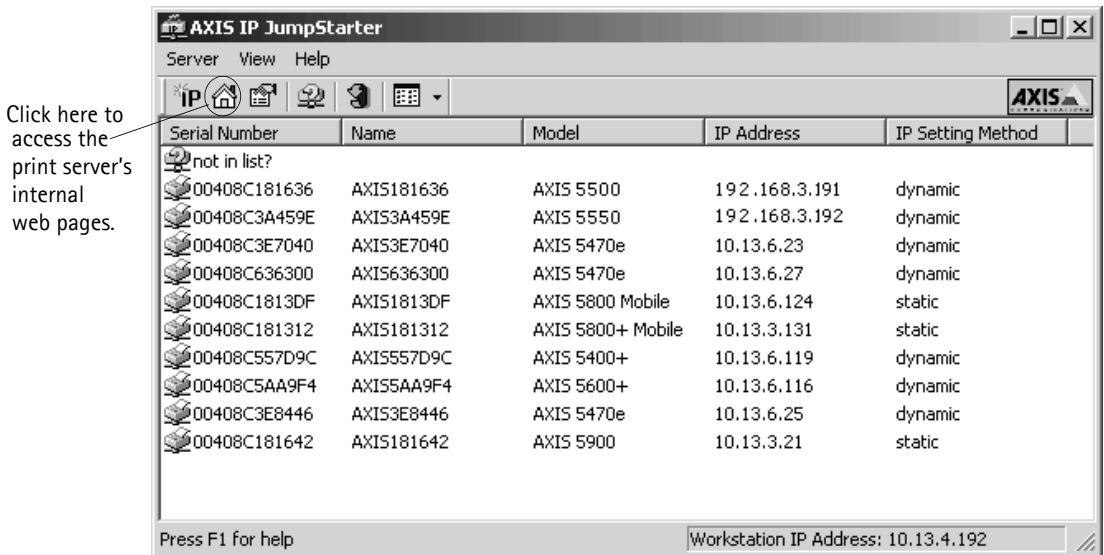 AXIS IP JumpStarter
Server View Help
IP
AXIS
Click here to
access the
print server's
internal
web pages.
Serial Number Name Model IP Address IP Setting Method
not in list?
00408C181636 AXIS181636 AXIS 5500 192.168.3.191 dynamic
00408C3A459E AXIS3A459E AXIS 5550 192.168.3.192 dynamic
00408C3E7040 AXIS3E7040 AXIS 5470e 10.13.6.23 dynamic
00408C636300 AXIS636300 AXIS 5470e 10.13.6.27 dynamic
00408C1813DF AXIS1813DF AXIS 5800 Mobile 10.13.6.124 static
00408C181312 AXIS181312 AXIS 5800+ Mobile 10.13.3.131 static
00408C557D9C AXIS557D9C AXIS 5400+ 10.13.6.119 dynamic
00408C5AA9F4 AXIS5AA9F4 AXIS 5600+ 10.13.6.116 dynamic
00408C3E8446 AXIS3E8446 AXIS 5470e 10.13.6.25 dynamic
00408C181642 AXIS181642 AXIS 5900 10.13.3.21 static
Press F1 for help Workstation IP Address: 10.13.4.192